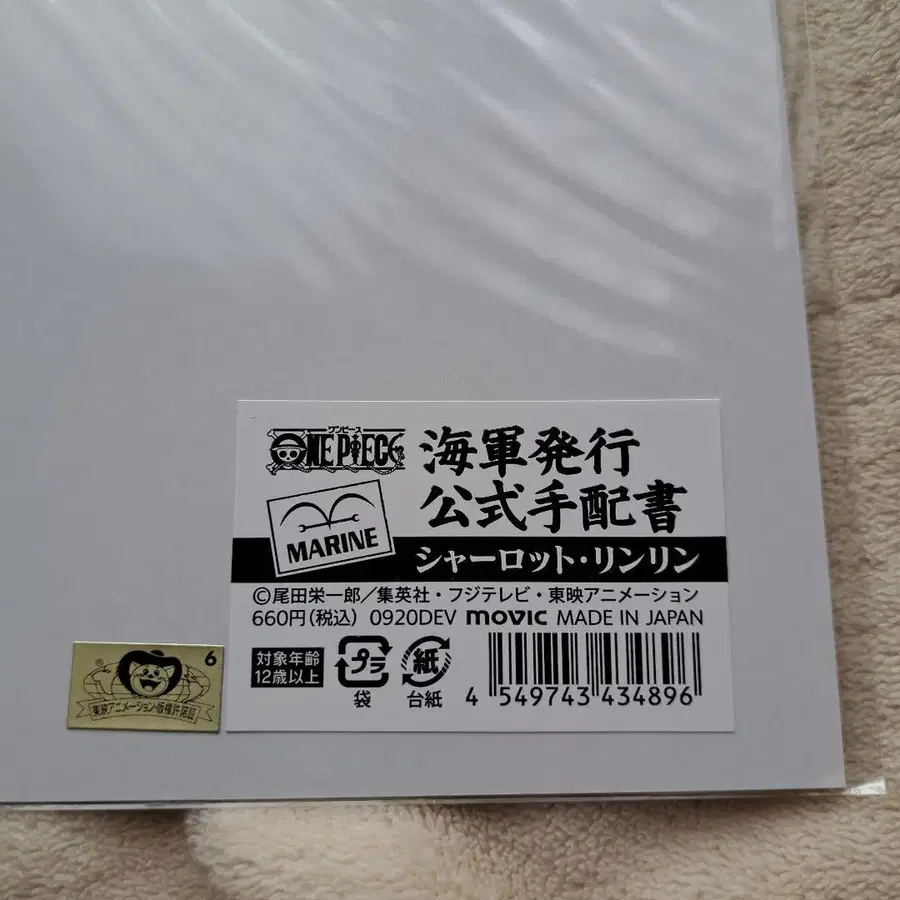 ワンピース
ONE PIECE
海軍発行
公式手配書
MARINE
シャーロット・リンリン
©尾田栄一郎／集英社・フジテレビ・東映アニメーション
660円(税込) 0920DEV movic MADE IN JAPAN
対象年齢
12歳以上
プラ
袋
紙
台紙
4 549743 434896
6
®
東映アニメーション・版権許諾証